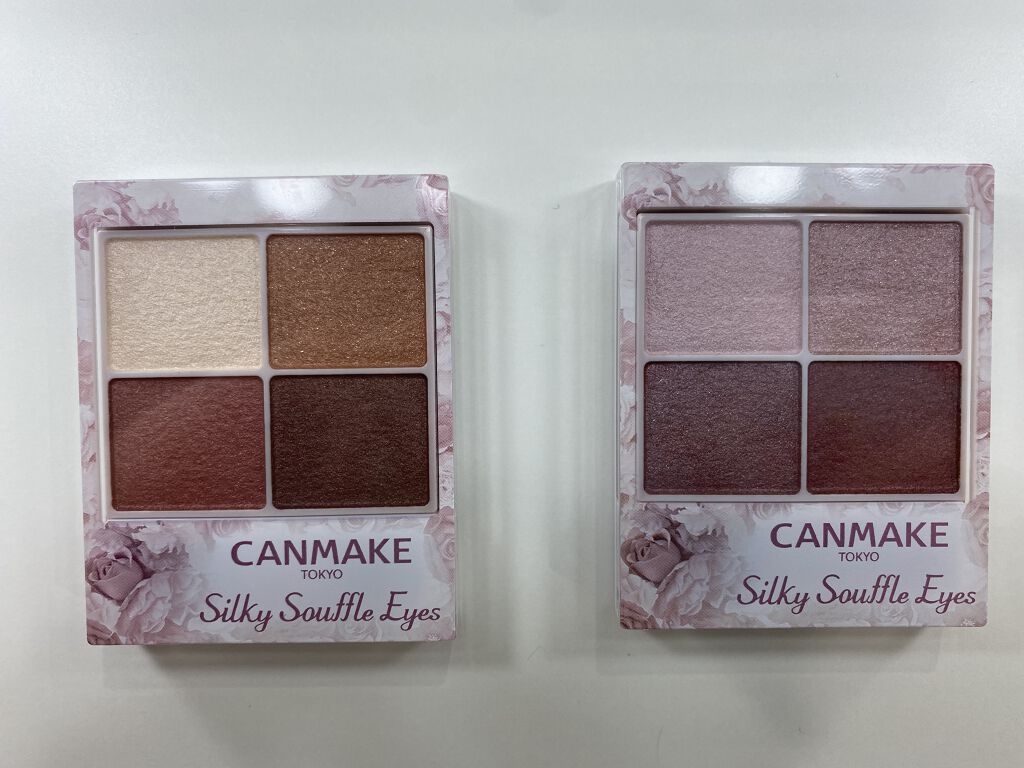 CANMAKE
TOKYO
Silky Souffle Eyes
CANMAKE
TOKYO
Silky Souffle Eyes